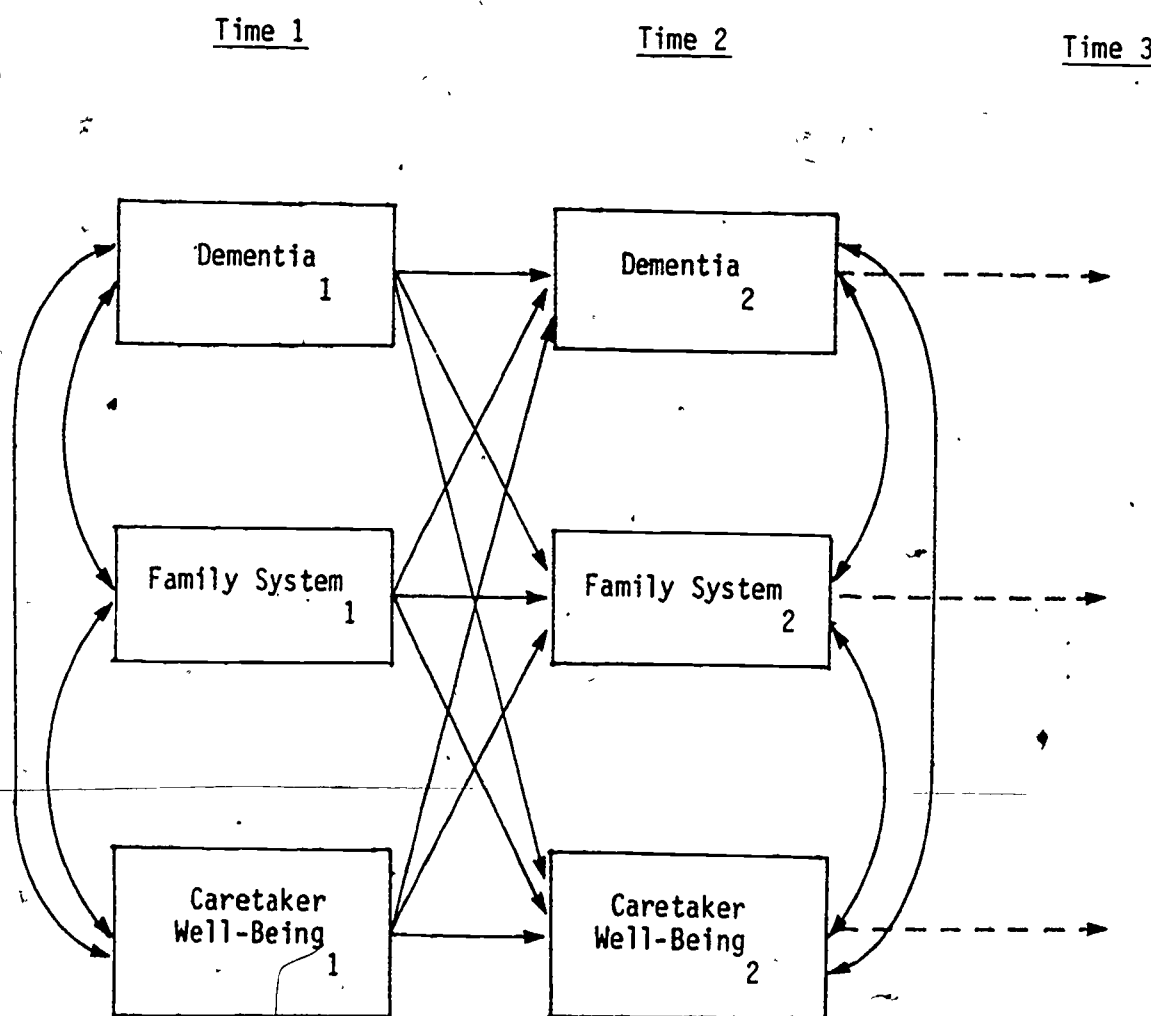 Time 1
Time 2
Time 3
Dementia
1
Dementia
2
Family System
1
Family System
2
Caretaker
Well-Being
1
Caretaker
Well-Being
2